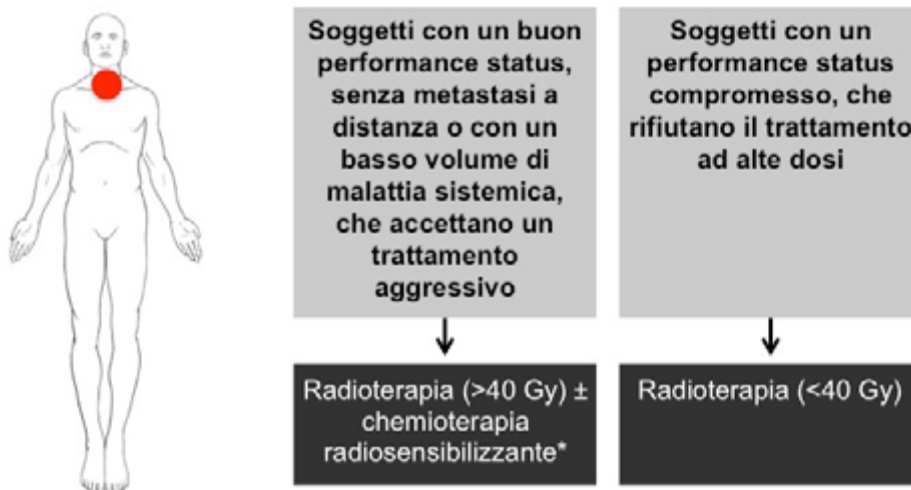 Soggetti con un buon
performance status,
senza metastasi a
distanza o con un
basso volume di
malattia sistemica,
che accettano un
trattamento
aggressivo
Soggetti con un
performance status
compromesso, che
rifiutano il trattamento
ad alte dosi
Radioterapia (>40 Gy) ±
chemioterapia
radiosensibilizzante*
Radioterapia (<40 Gy)